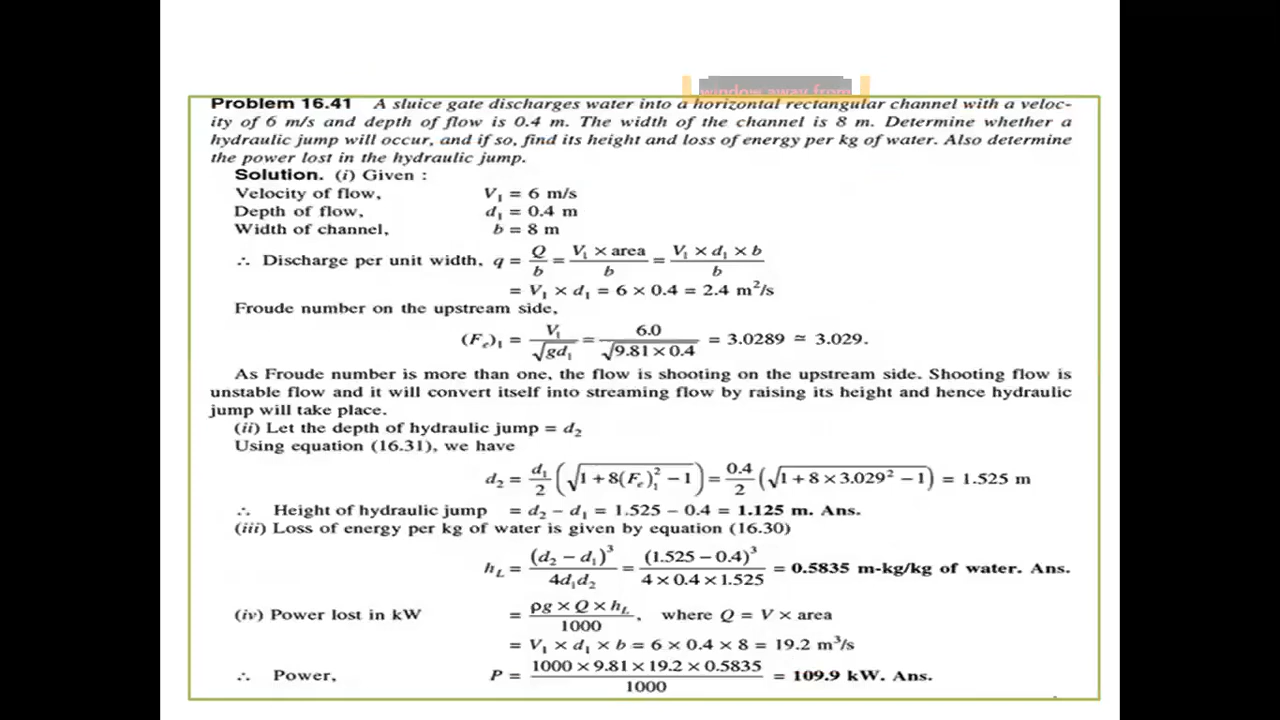 window away from
Problem 16.41 A sluice gate discharges water into a horizontal rectangular channel with a veloc-
ity of 6 m/s and depth of flow is 0.4 m. The width of the channel is 8 m. Determine whether a
hydraulic jump will occur, and if so, find its height and loss of energy per kg of water. Also determine
the power lost in the hydraulic jump.
Solution. (i) Given :
Velocity of flow, V₁ = 6 m/s
Depth of flow, d₁ = 0.4 m
Width of channel, b = 8 m
∴ Discharge per unit width, q = Q/b = (V₁ × area)/b = (V₁ × d₁ × b)/b
= V₁ × d₁ = 6 × 0.4 = 2.4 m²/s
Froude number on the upstream side,
(Fₑ)₁ = V₁/√(gd₁) = 6.0/√(9.81 × 0.4) = 3.0289 ≃ 3.029.
As Froude number is more than one, the flow is shooting on the upstream side. Shooting flow is
unstable flow and it will convert itself into streaming flow by raising its height and hence hydraulic
jump will take place.
(ii) Let the depth of hydraulic jump = d₂
Using equation (16.31), we have
d₂ = d₁/2 (√(1 + 8(Fₑ)₁² − 1)) = 0.4/2 (√(1 + 8 × 3.029² − 1)) = 1.525 m
∴ Height of hydraulic jump = d₂ − d₁ = 1.525 − 0.4 = 1.125 m. Ans.
(iii) Loss of energy per kg of water is given by equation (16.30)
h_L = (d₂ − d₁)³/4d₁d₂ = (1.525 − 0.4)³/(4 × 0.4 × 1.525) = 0.5835 m-kg/kg of water. Ans.
(iv) Power lost in kW = (ρg × Q × h_L)/1000, where Q = V × area
= V₁ × d₁ × b = 6 × 0.4 × 8 = 19.2 m³/s
∴ Power, P = (1000 × 9.81 × 19.2 × 0.5835)/1000 = 109.9 kW. Ans.